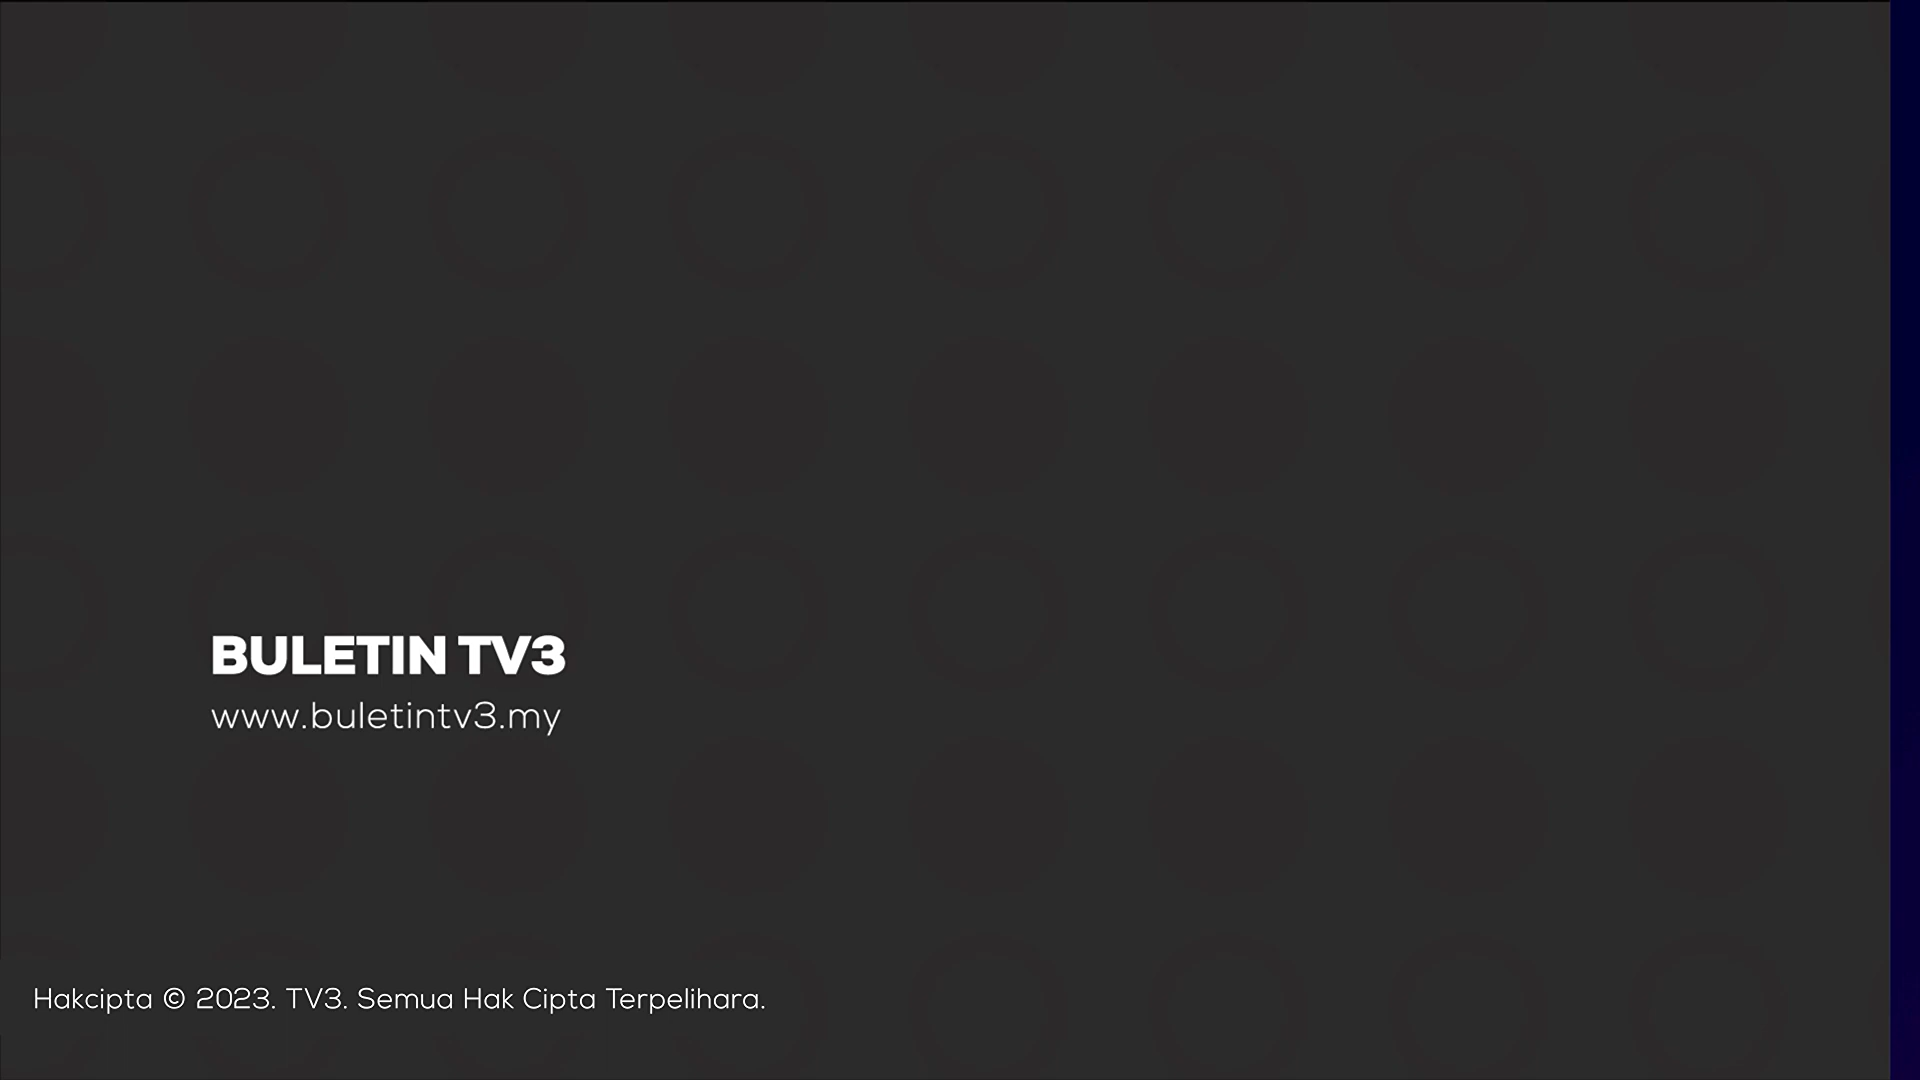 BULETIN TV3
www.buletintv3.my
Hakcipta © 2023. TV3. Semua Hak Cipta Terpelihara.